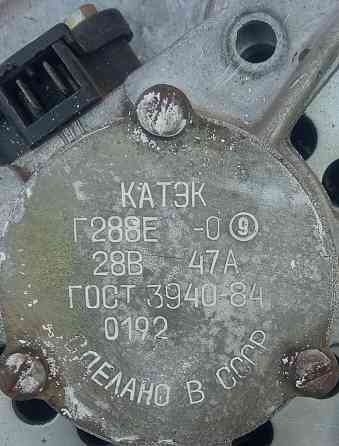 КАТЭК
Г288Е -0 ⑨
28В 47А
ГОСТ 3940-84
0192
СДЕЛАНО В СССР